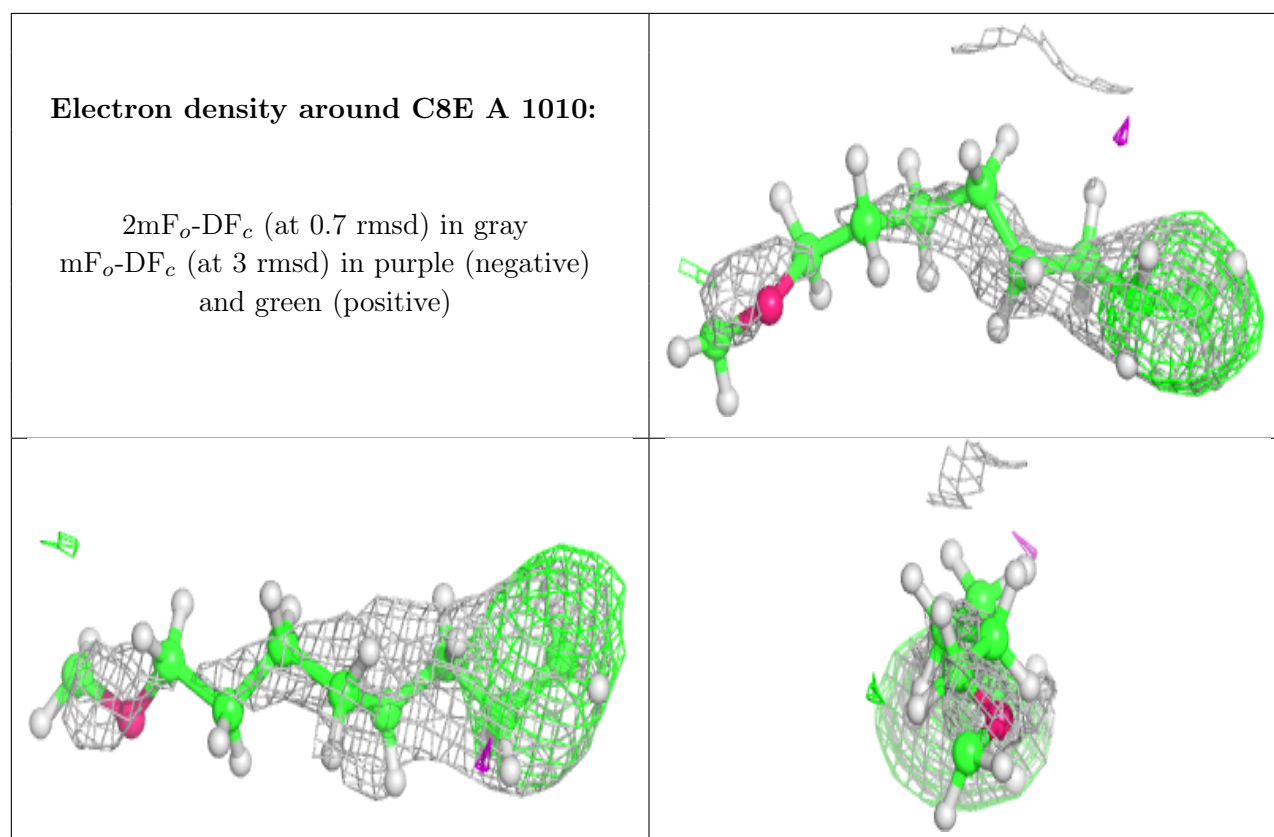 Electron density around C8E A 1010:
2mFo-DFc (at 0.7 rmsd) in gray
mFo-DFc (at 3 rmsd) in purple (negative)
and green (positive)